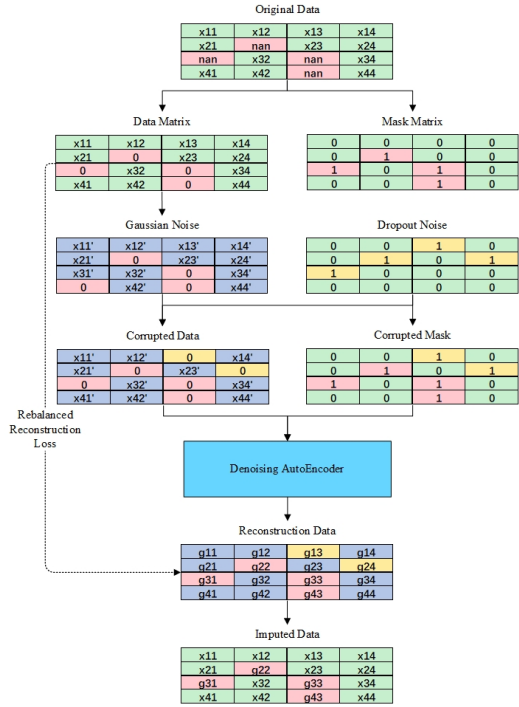 Original Data
x11 x12 x13 x14
x21 nan x23 x24
nan x32 nan x34
x41 x42 nan x44
Data Matrix
x11 x12 x13 x14
x21 0 x23 x24
0 x32 0 x34
x41 x42 0 x44
Mask Matrix
0 0 0 0
0 1 0 0
1 0 1 0
0 0 1 0
Gaussian Noise
x11' x12' x13' x14'
x21' 0 x23' x24'
x31' x32' 0 x34'
0 x42' 0 x44'
Dropout Noise
0 0 1 0
0 1 0 1
1 0 0 0
0 0 0 0
Corrupted Data
x11' x12' 0 x14'
x21' 0 x23' 0
0 x32' 0 x34'
x41' x42' 0 x44'
Corrupted Mask
0 0 1 0
0 1 0 1
1 0 1 0
0 0 1 0
Rebalanced
Reconstruction
Loss
Denoising AutoEncoder
Reconstruction Data
g11 g12 g13 g14
g21 g22 g23 g24
g31 g32 g33 g34
g41 g42 g43 g44
Imputed Data
x11 x12 x13 x14
x21 g22 x23 x24
g31 x32 g33 x34
x41 x42 g43 x44